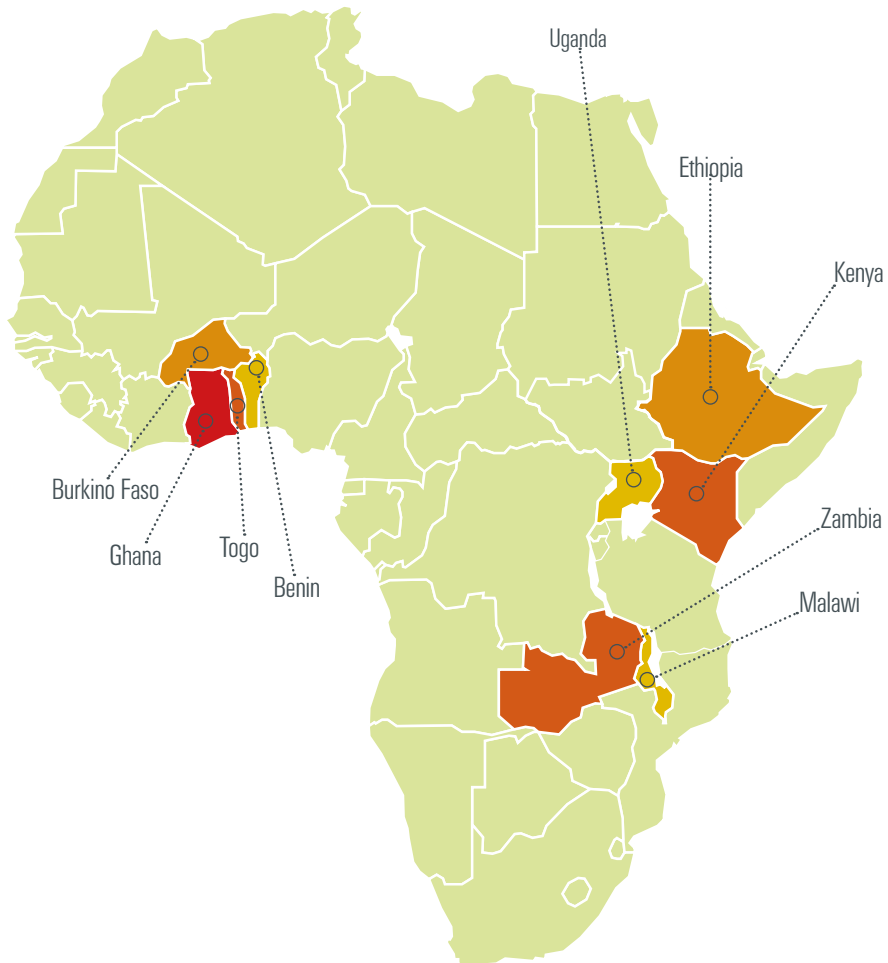 Uganda
Ethiopia
Kenya
Burkino Faso
Zambia
Togo
Ghana
Benin
Malawi